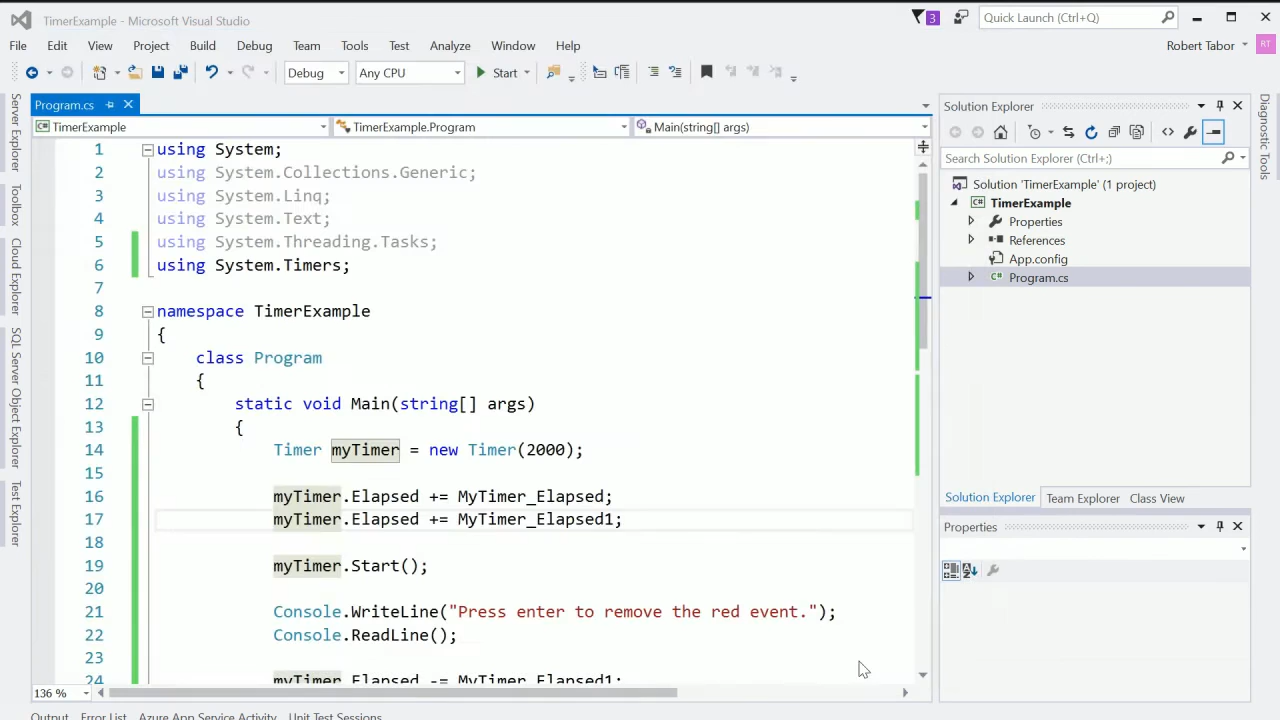 TimerExample - Microsoft Visual Studio
3
Quick Launch (Ctrl+Q)
File Edit View Project Build Debug Team Tools Test Analyze Window Help
Robert Tabor RT
Debug Any CPU Start
Server Explorer
Toolbox
Cloud Explorer
SQL Server Object Explorer
Test Explorer
Program.cs
TimerExample TimerExample.Program Main(string[] args)
1 using System;
2 using System.Collections.Generic;
3 using System.Linq;
4 using System.Text;
5 using System.Threading.Tasks;
6 using System.Timers;
7
8 namespace TimerExample
9 {
10 class Program
11 {
12 static void Main(string[] args)
13 {
14 Timer myTimer = new Timer(2000);
15
16 myTimer.Elapsed += MyTimer_Elapsed;
17 myTimer.Elapsed += MyTimer_Elapsed1;
18
19 myTimer.Start();
20
21 Console.WriteLine("Press enter to remove the red event.");
22 Console.ReadLine();
23
24 myTimer.Elapsed -= MyTimer_Elapsed1;
136 %
Output Error List Azure App Service Activity Unit Test Sessions
Solution Explorer
Search Solution Explorer (Ctrl+;)
Solution 'TimerExample' (1 project)
TimerExample
Properties
References
App.config
Program.cs
Solution Explorer Team Explorer Class View
Properties
Diagnostic Tools